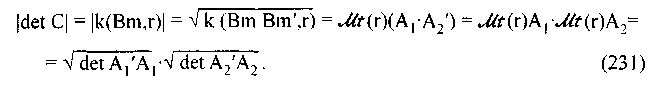 |det C| = |k(Bm,r)| = √k (Bm Bm′,r) = 𝓜t (r)(A₁·A₂′) = 𝓜t (r)A₁·𝓜t (r)A₂=
= √det A₁′A₁·√det A₂′A₂ . (231)